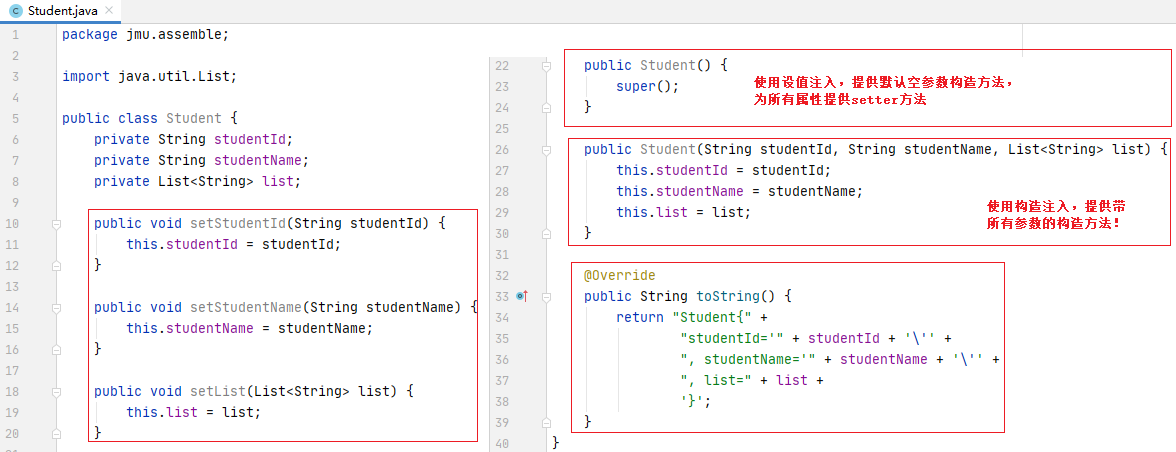 Student.java
1 package jmu.assemble;
2
3 import java.util.List;
4
5 public class Student {
6 private String studentId;
7 private String studentName;
8 private List<String> list;
9
10 public void setStudentId(String studentId) {
11 this.studentId = studentId;
12 }
13
14 public void setStudentName(String studentName) {
15 this.studentName = studentName;
16 }
17
18 public void setList(List<String> list) {
19 this.list = list;
20 }
22 public Student() {
23 super();
24 }
使用设值注入，提供默认空参数构造方法，
为所有属性提供setter方法
25
26 public Student(String studentId, String studentName, List<String> list) {
27 this.studentId = studentId;
28 this.studentName = studentName;
29 this.list = list;
30 }
使用构造注入，提供带
所有参数的构造方法！
31
32 @Override
33 public String toString() {
34 return "Student{" +
35 "studentId='" + studentId + '\'' +
36 ", studentName='" + studentName + '\'' +
37 ", list=" + list +
38 '}';
39 }
40 }